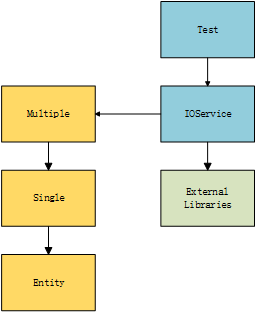 Test
Multiple
IOService
Single
External
Libraries
Entity